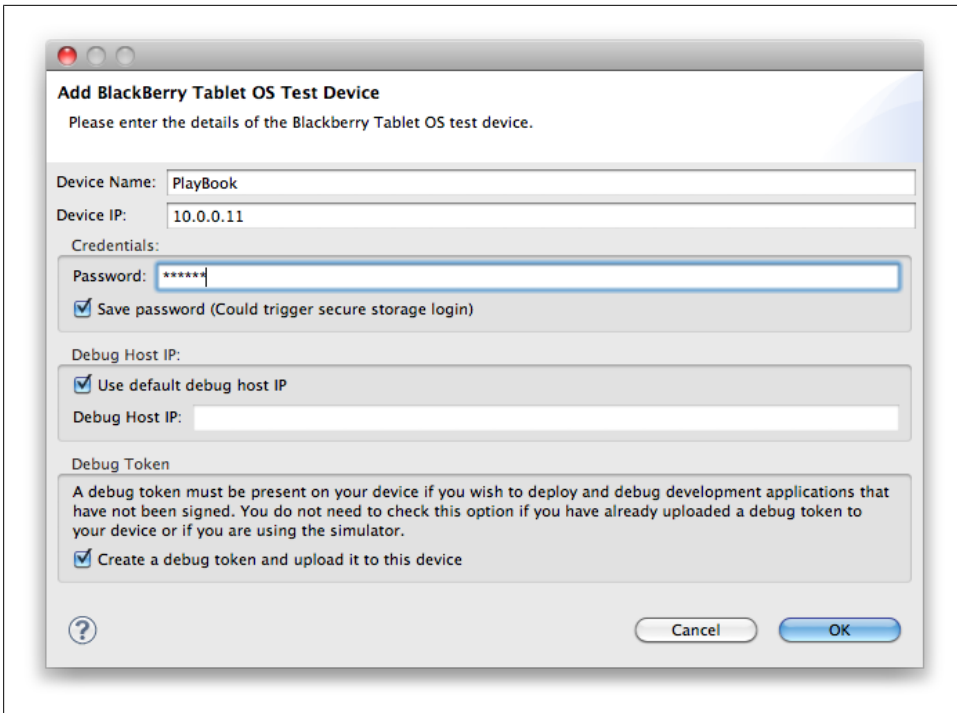 Add BlackBerry Tablet OS Test Device
Please enter the details of the Blackberry Tablet OS test device.
Device Name: PlayBook
Device IP: 10.0.0.11
Credentials:
Password: ******
Save password (Could trigger secure storage login)
Debug Host IP:
Use default debug host IP
Debug Host IP:
Debug Token
A debug token must be present on your device if you wish to deploy and debug development applications that
have not been signed. You do not need to check this option if you have already uploaded a debug token to
your device or if you are using the simulator.
Create a debug token and upload it to this device
?
Cancel
OK